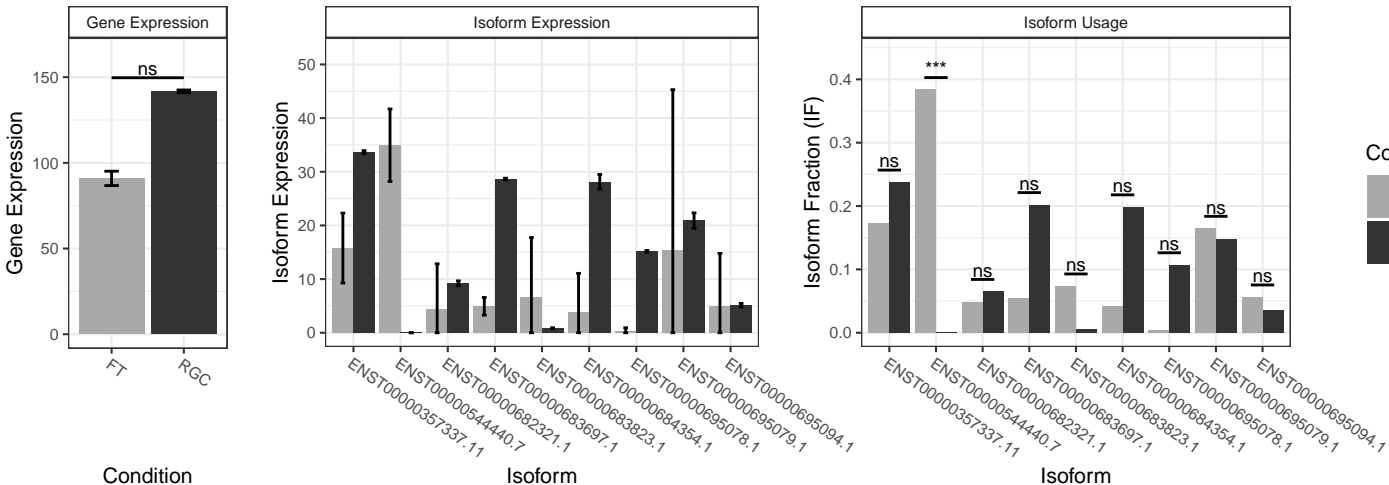 Gene Expression
Isoform Expression
Isoform Usage
Gene Expression
150
100
50
0
ns
FT
RGC
Condition
Isoform Expression
50
40
30
20
10
0
ENST00000357337.11
ENST00000544440.7
ENST00000682321.1
ENST00000683697.1
ENST00000683823.1
ENST00000684354.1
ENST00000695078.1
ENST00000695079.1
ENST00000695094.1
Isoform
Isoform Fraction (IF)
0.4
0.3
0.2
0.1
0.0
ns
***
ns
ns
ns
ns
ns
ns
ns
ENST00000357337.11
ENST00000544440.7
ENST00000682321.1
ENST00000683697.1
ENST00000683823.1
ENST00000684354.1
ENST00000695078.1
ENST00000695079.1
ENST00000695094.1
Isoform